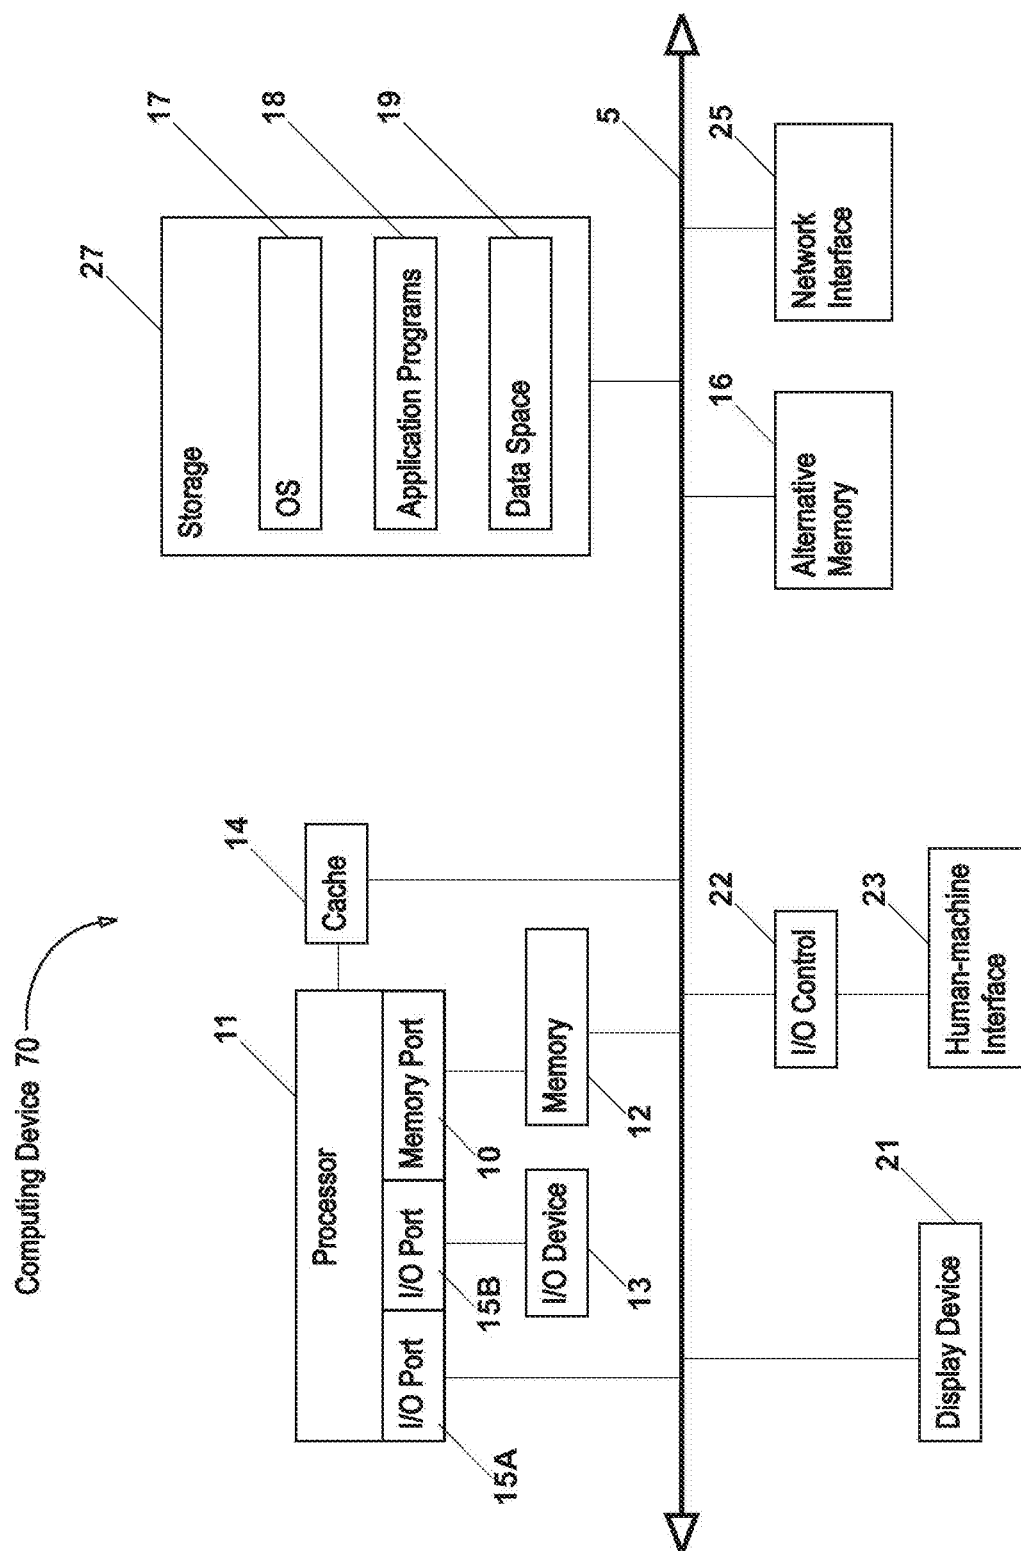 Computing Device 70
11
Processor
I/O Port
I/O Port
Memory Port
15A
15B
10
14
Cache
I/O Device
13
Memory
12
27
Storage
OS
17
Application Programs
18
Data Space
19
5
21
Display Device
22
I/O Control
23
Human-machine
Interface
16
Alternative
Memory
25
Network
Interface